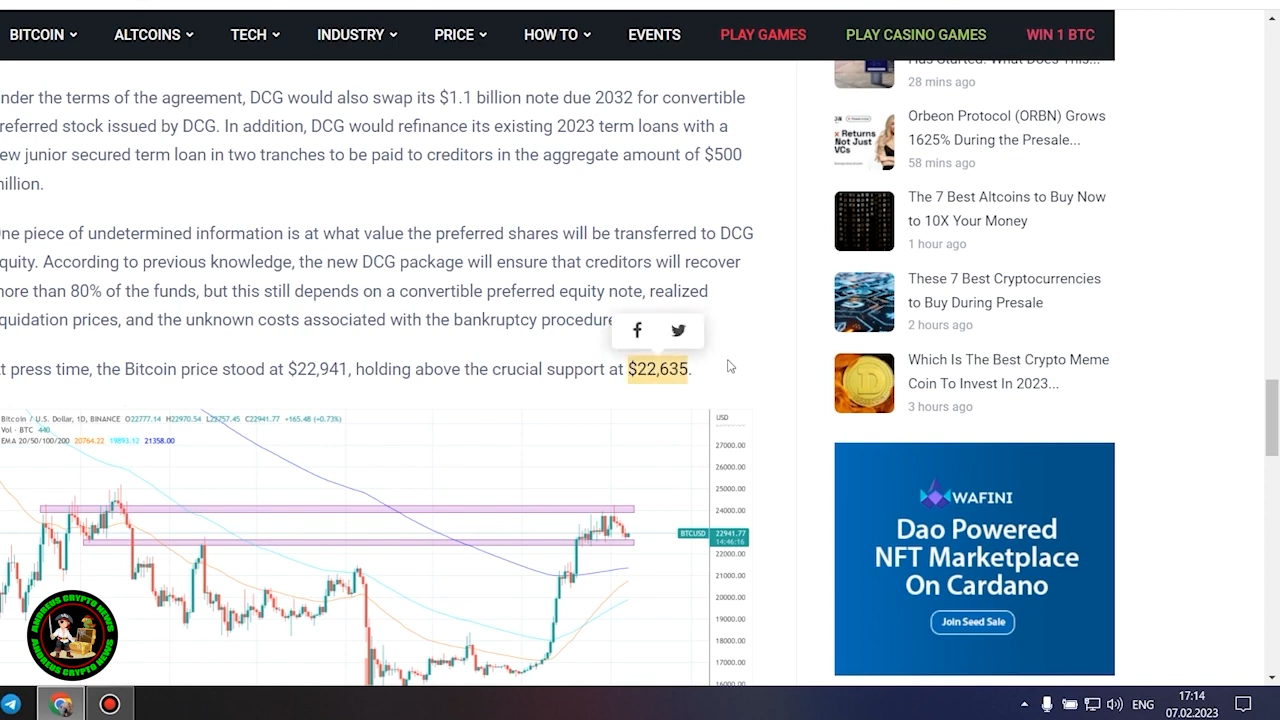 BITCOIN ALTCOINS TECH INDUSTRY PRICE HOW TO EVENTS PLAY GAMES PLAY CASINO GAMES WIN 1 BTC
nder the terms of the agreement, DCG would also swap its $1.1 billion note due 2032 for convertible
referred stock issued by DCG. In addition, DCG would refinance its existing 2023 term loans with a
ew junior secured term loan in two tranches to be paid to creditors in the aggregate amount of $500
illion.
ne piece of undetermined information is at what value the preferred shares will be transferred to DCG
quity. According to previous knowledge, the new DCG package will ensure that creditors will recover
ore than 80% of the but this still depends on a convertible preferred equity note, realized
quidation prices, and the unknown costs associated with the bankruptcy procedure
t press time, the Bitcoin price stood at $22,941, holding above the crucial support at $22,635.
Bitcoin / U.S. Dollar, 1D, BINANCE O22777.14 H22970.54 L22757.45 C22941.77 +165.48 (+0.73%)
Vol · BTC 440
EMA 20/50/100/200 20764.22 19893.12 21358.00
USD
27000.00
26000.00
25000.00
24000.00
BTCUSD 22941.77
14:46:16
22000.00
21000.00
20000.00
19000.00
18000.00
17000.00
16000.00
Has Started. What Does This...
28 mins ago
Returns
Not Just
VCs
Orbeon Protocol (ORBN) Grows
1625% During the Presale...
58 mins ago
The 7 Best Altcoins to Buy Now
to 10X Your Money
1 hour ago
These 7 Best Cryptocurrencies
to Buy During Presale
2 hours ago
Which Is The Best Crypto Meme
Coin To Invest In 2023...
3 hours ago
WAFINI
Dao Powered
NFT Marketplace
On Cardano
Join Seed Sale
ANDREUS CRYPTO NEWS
ANDREUS CRYPTO NEWS
ENG
17:14
07.02.2023